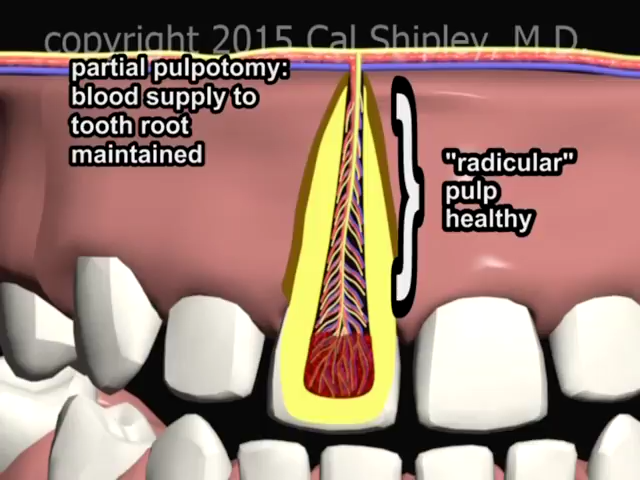 copyright 2015 Cal Shipley, M.D.
partial pulpotomy:
blood supply to
tooth root
maintained
"radicular"
pulp
healthy